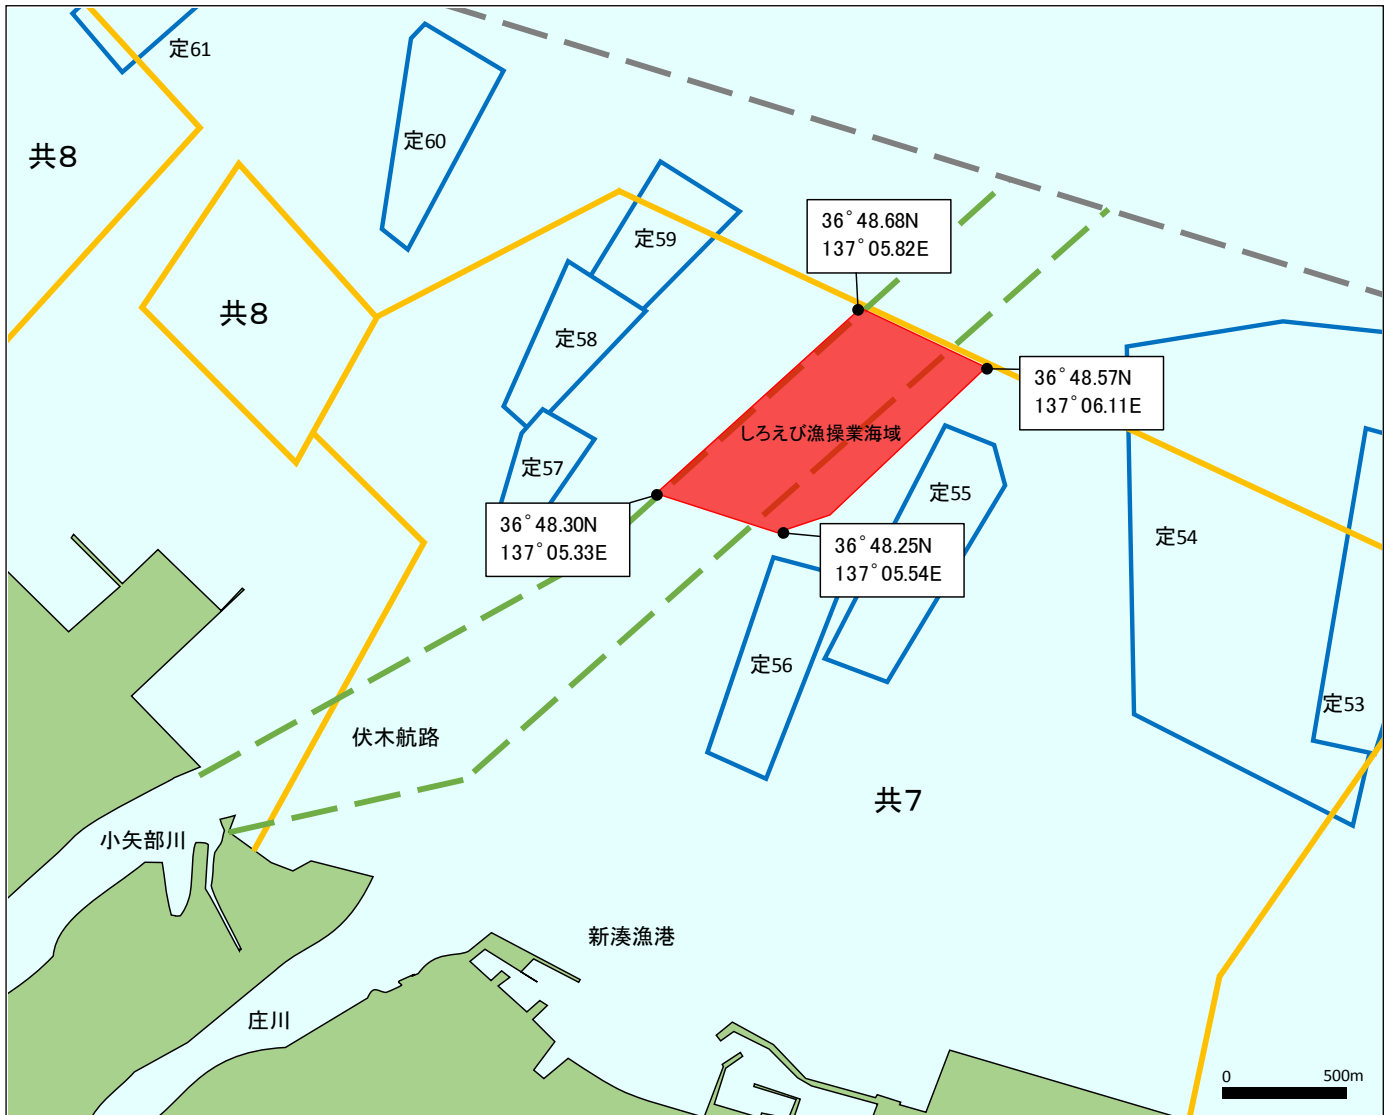 定61
定60
共８
定59
36°48.68N
137°05.82E
共８
定58
36°48.57N
137°06.11E
しろえび漁操業海域
定57
定55
36°48.30N
137°05.33E
定54
36°48.25N
137°05.54E
定56
定53
伏木航路
共７
小矢部川
新湊漁港
庄川
0 500m